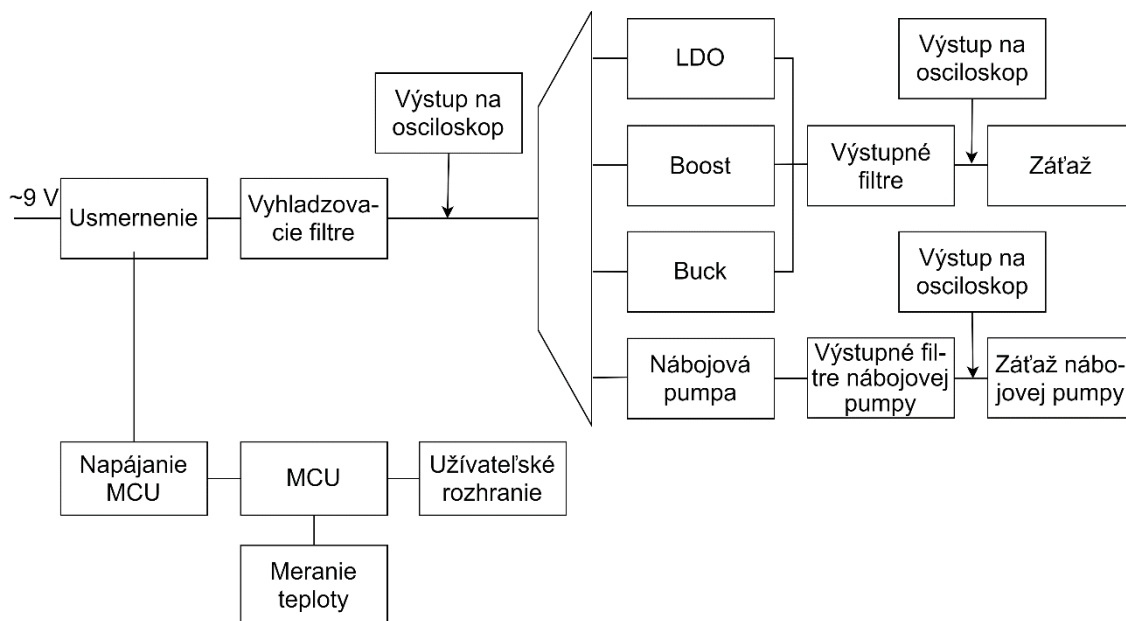 LDO
Výstup na
osciloskop
Výstup na
osciloskop
Boost
Výstupné
filtre
Záťaž
~9 V
Usmernenie
Vyhladzova-
cie filtre
Buck
Výstup na
osciloskop
Nábojová
pumpa
Výstupné fil-
tre nábojovej
pumpy
Záťaž nábo-
jovej pumpy
Napájanie
MCU
MCU
Užívateľské
rozhranie
Meranie
teploty